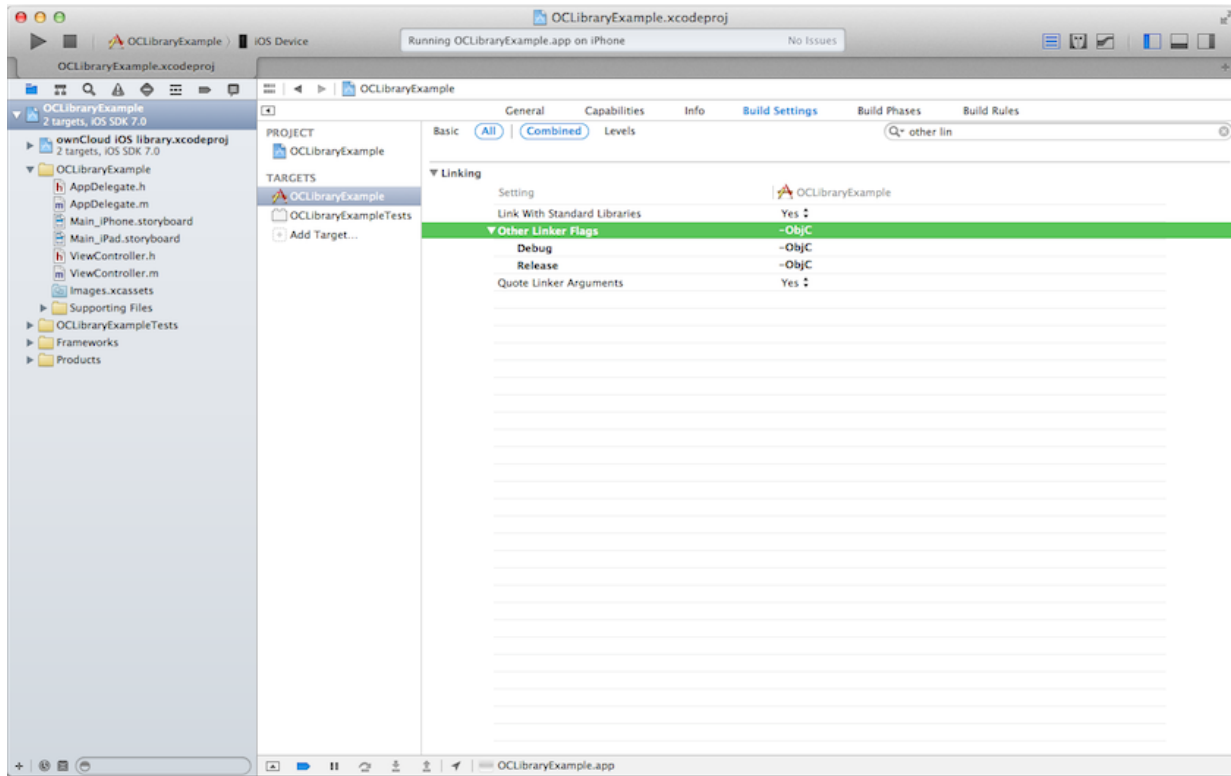 OCLibraryExample.xcodeproj
OCLibraryExample iOS Device
Running OCLibraryExample.app on iPhone No Issues
OCLibraryExample.xcodeproj
OCLibraryExample
OCLibraryExample
2 targets, iOS SDK 7.0
ownCloud iOS library.xcodeproj
2 targets, iOS SDK 7.0
OCLibraryExample
h AppDelegate.h
m AppDelegate.m
Main_iPhone.storyboard
Main_iPad.storyboard
h ViewController.h
m ViewController.m
Images.xcassets
Supporting Files
OCLibraryExampleTests
Frameworks
Products
PROJECT
OCLibraryExample
TARGETS
OCLibraryExample
OCLibraryExampleTests
Add Target...
General Capabilities Info Build Settings Build Phases Build Rules
Basic All Combined Levels other lin
Linking
Setting OCLibraryExample
Link With Standard Libraries Yes
Other Linker Flags -ObjC
Debug -ObjC
Release -ObjC
Quote Linker Arguments Yes
OCLibraryExample.app